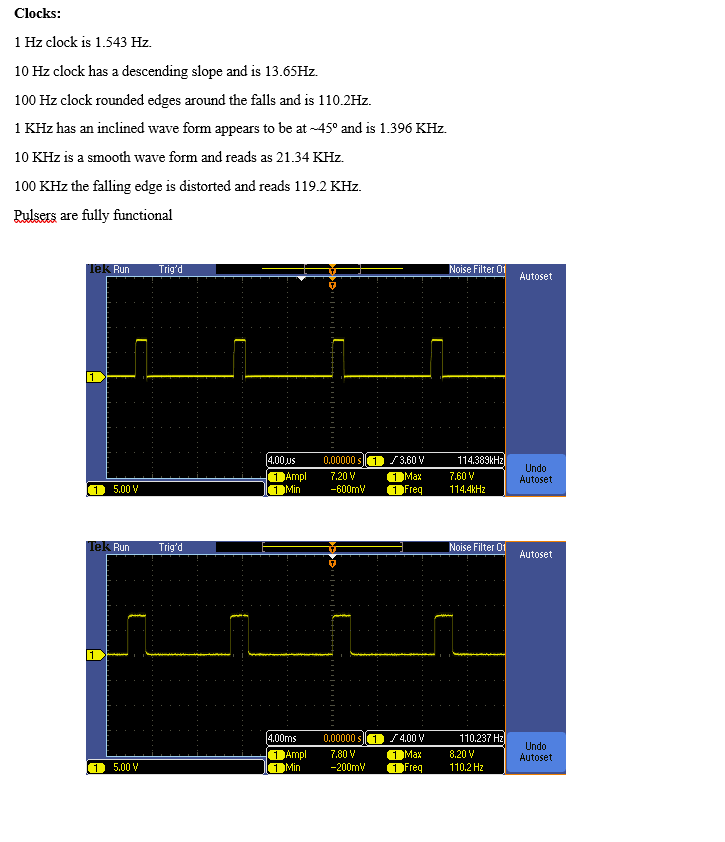 Clocks:
1 Hz clock is 1.543 Hz.
10 Hz clock has a descending slope and is 13.65Hz.
100 Hz clock rounded edges around the falls and is 110.2Hz.
1 KHz has an inclined wave form appears to be at ~45º and is 1.396 KHz.
10 KHz is a smooth wave form and reads as 21.34 KHz.
100 KHz the falling edge is distorted and reads 119.2 KHz.
Pulsers are fully functional
Tek Run Trig'd Noise Filter Of
Autoset
T
T
1
4.00µs 0.00000 s 1 3.60 V 114.389kHz
1 Ampl 7.20 V 1 Max 7.60 V
1 5.00 V 1 Min -600mV 1 Freq 114.4kHz
Undo
Autoset
Tek Run Trig'd Noise Filter Of
Autoset
T
T
1
4.00ms 0.00000 s 1 4.00 V 110.237 Hz
1 Ampl 7.80 V 1 Max 8.20 V
1 5.00 V 1 Min -200mV 1 Freq 110.2 Hz
Undo
Autoset